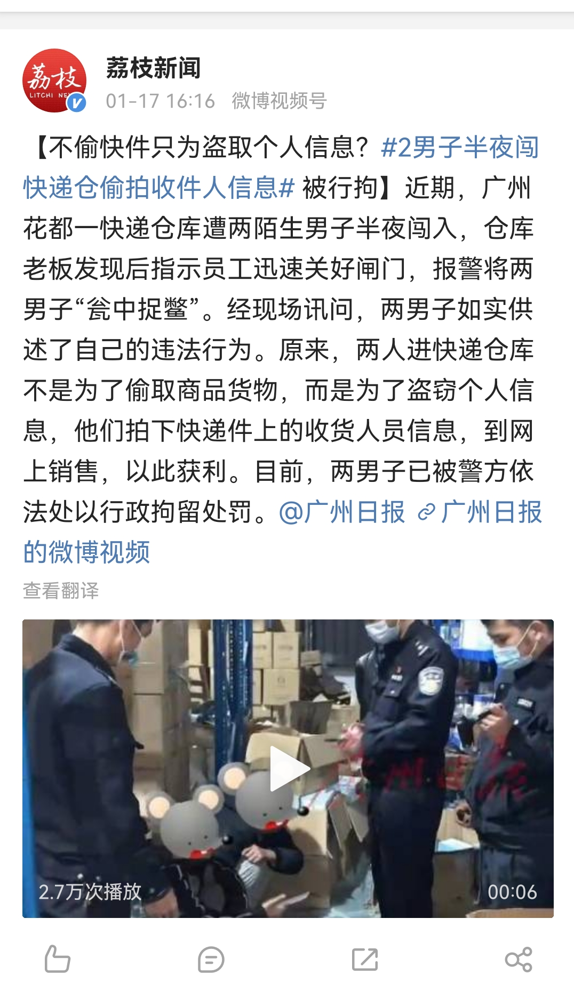 荔枝
LITCHI NE
荔枝新闻
01-17 16:16 微博视频号
【不偷快件只为盗取个人信息？#2男子半夜闯
快递仓偷拍收件人信息# 被行拘】近期，广州
花都一快递仓库遭两陌生男子半夜闯入，仓库
老板发现后指示员工迅速关好闸门，报警将两
男子“瓮中捉鳖”。经现场讯问，两男子如实供
述了自己的违法行为。原来，两人进快递仓库
不是为了偷取商品货物，而是为了盗窃个人信
息，他们拍下快递件上的收货人员信息，到网
上销售，以此获利。目前，两男子已被警方依
法处以行政拘留处罚。@广州日报 广州日报
的微博视频
查看翻译
广州日报
2.7万次播放
00:06